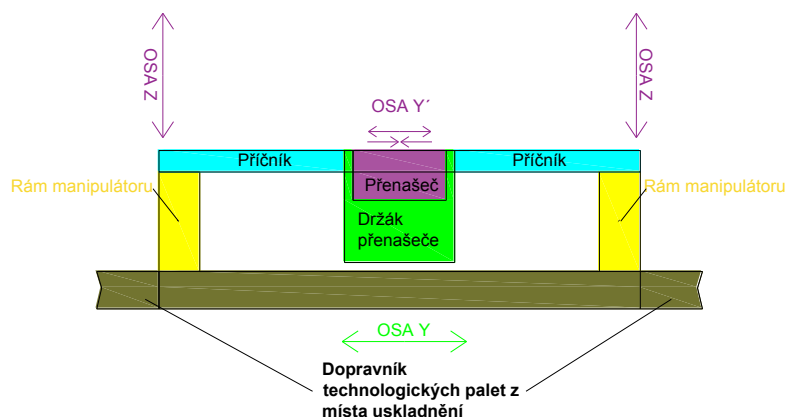 OSA Z
OSA Z
OSA Y´
Příčník
Příčník
Rám manipulátoru
Přenašeč
Rám manipulátoru
Držák
přenašeče
OSA Y
Dopravník
technologických palet z
místa uskladnění